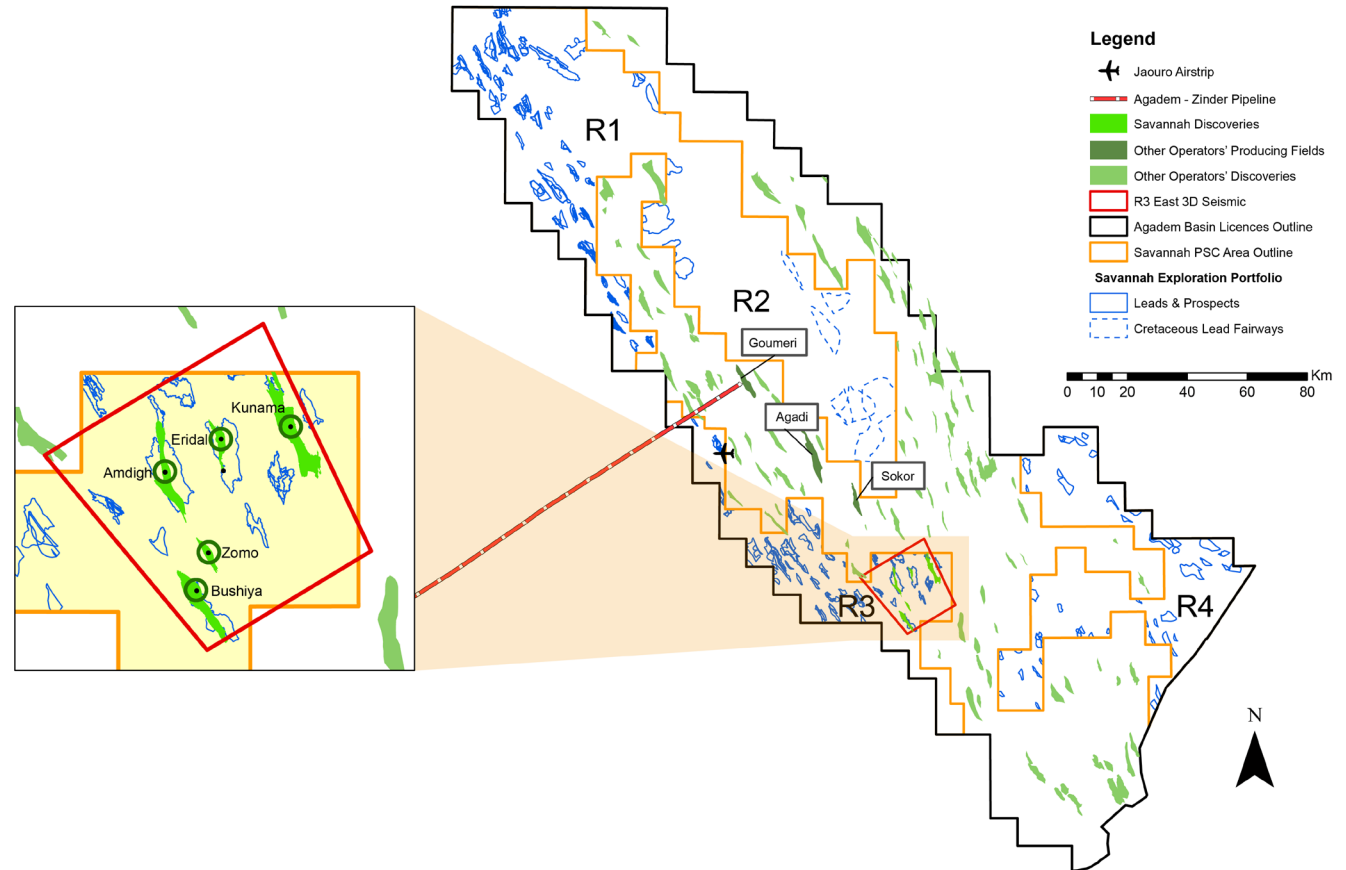 Legend
Jaouro Airstrip
Agadem - Zinder Pipeline
Savannah Discoveries
Other Operators' Producing Fields
Other Operators' Discoveries
R3 East 3D Seismic
Agadem Basin Licences Outline
Savannah PSC Area Outline
Savannah Exploration Portfolio
Leads & Prospects
Cretaceous Lead Fairways
Km
0 10 20 40 60 80
R1
R2
Goumeri
Agadi
Sokor
R3
R4
Kunama
Eridal
Amdigh
Zomo
Bushiya
N